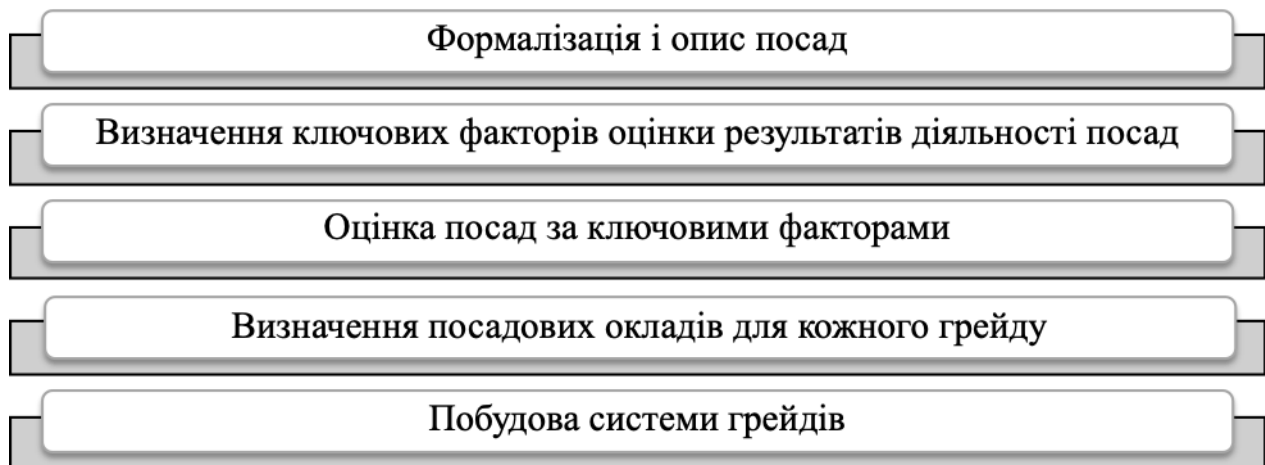 Формалізація і опис посад
Визначення ключових факторів оцінки результатів діяльності посад
Оцінка посад за ключовими факторами
Визначення посадових окладів для кожного грейду
Побудова системи грейдів